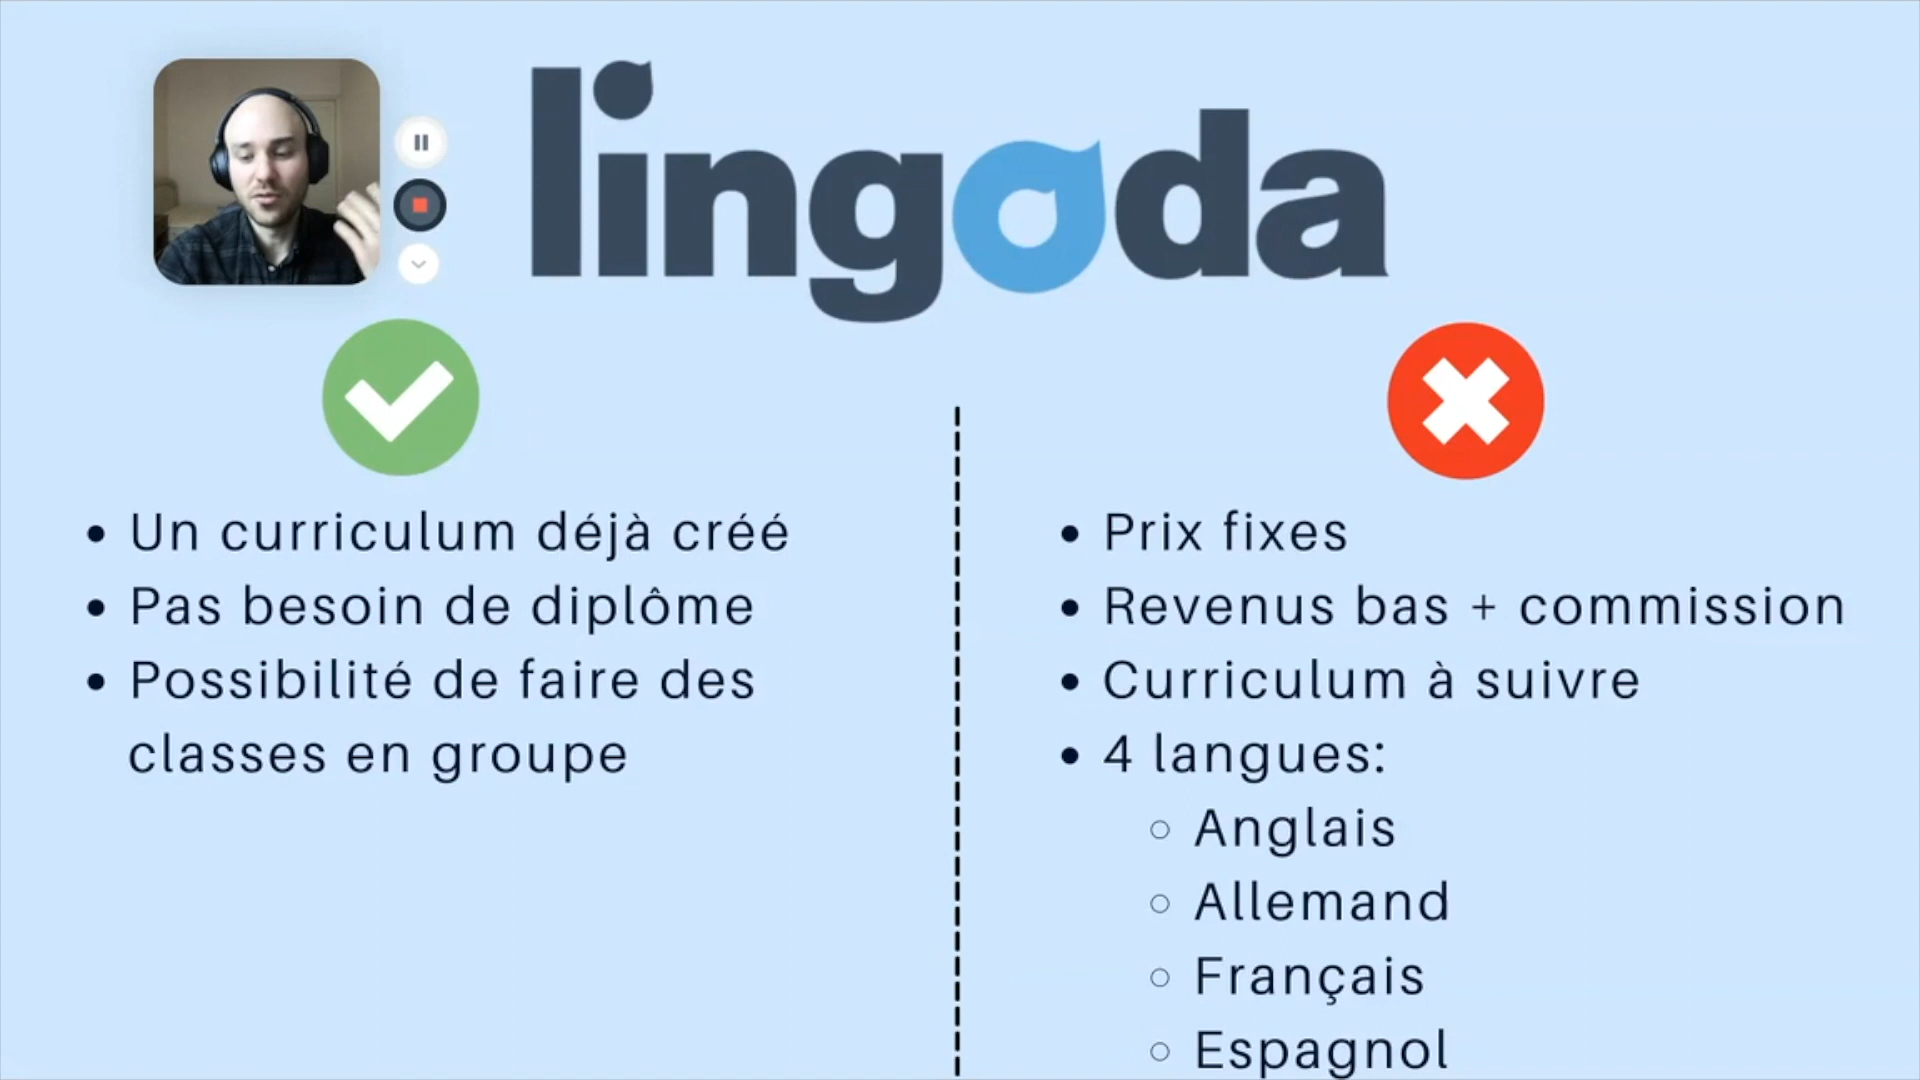 lingoda
• Un curriculum déjà créé
• Pas besoin de diplôme
• Possibilité de faire des
classes en groupe
• Prix fixes
• Revenus bas + commission
• Curriculum à suivre
• 4 langues:
○ Anglais
○ Allemand
○ Français
○ Espagnol